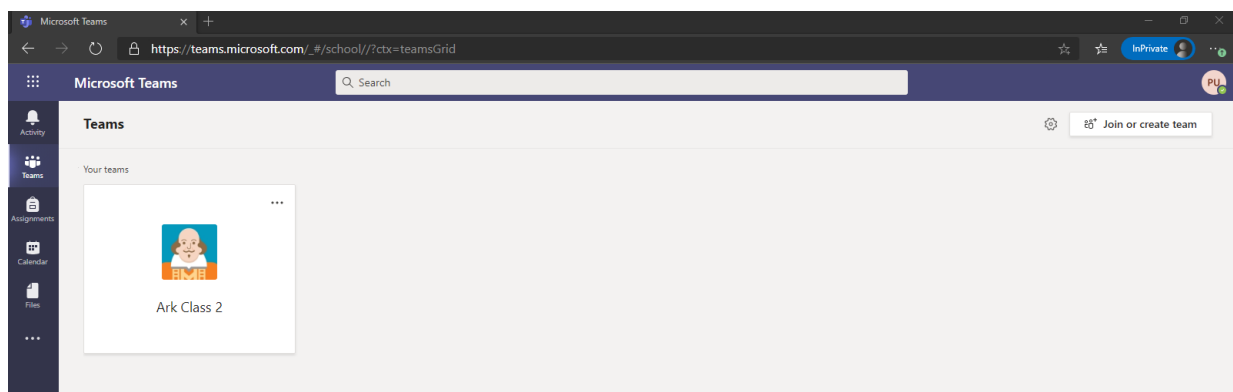 Microsoft Teams
https://teams.microsoft.com/_#/school//?ctx=teamsGrid
InPrivate
Microsoft Teams
Search
PU
Activity
Teams
Join or create team
Teams
Your teams
Assignments
Calendar
Files
Ark Class 2